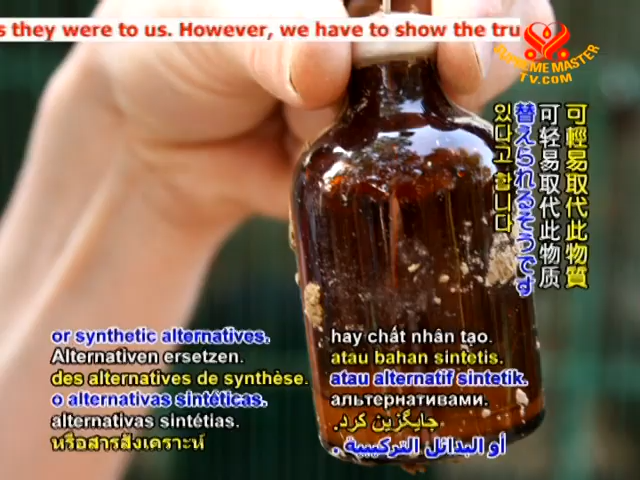 s they were to us. However, we have to show the tru
SUPREME MASTER
TV.COM
可輕易取代此物質
可轻易取代此物质
替えられるそうです
있다고 합니다
or synthetic alternatives.
Alternativen ersetzen.
des alternatives de synthèse.
o alternativas sintéticas.
alternativas sintétias.
หรือสารสังเคราะห์
hay chất nhân tạo.
atau bahan sintetis.
atau alternatif sintetik.
альтернативами.
جایگزین کرد.
أو البدائل التركيبية .